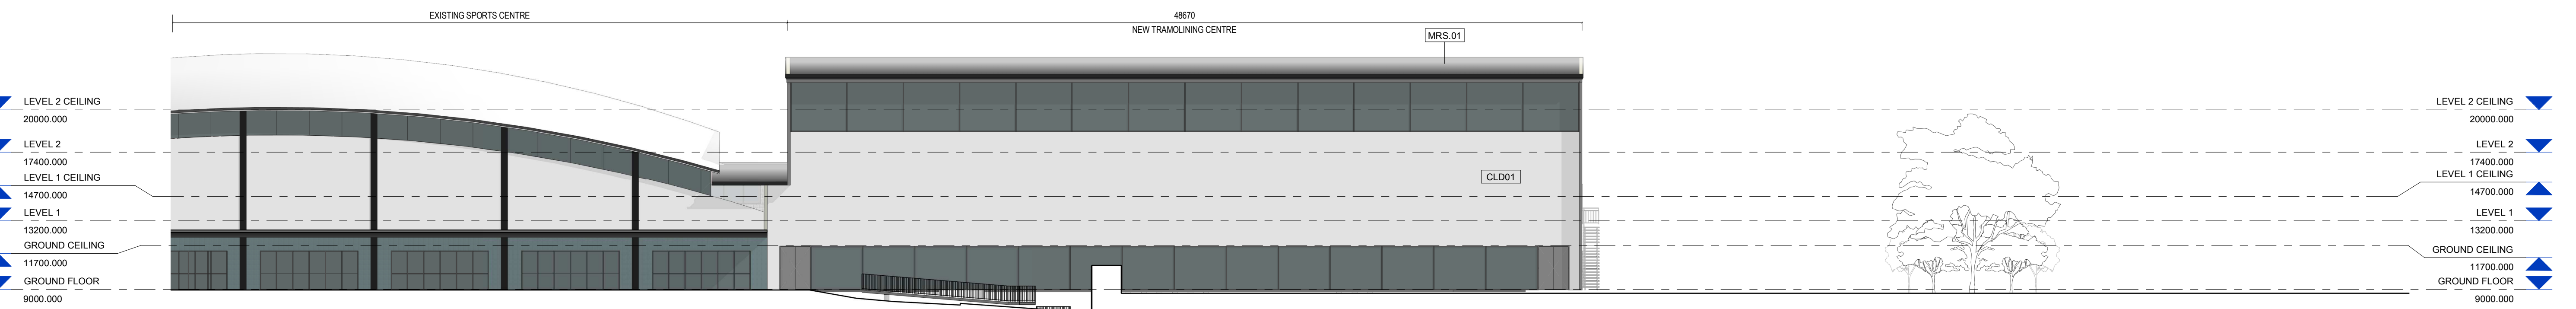 EXISTING SPORTS CENTRE
48670
NEW TRAMOLINING CENTRE
MRS.01
CLD01
LEVEL 2 CEILING
20000.000
LEVEL 2
17400.000
LEVEL 1 CEILING
14700.000
LEVEL 1
13200.000
GROUND CEILING
11700.000
GROUND FLOOR
9000.000
LEVEL 2 CEILING
20000.000
LEVEL 2
17400.000
LEVEL 1 CEILING
14700.000
LEVEL 1
13200.000
GROUND CEILING
11700.000
GROUND FLOOR
9000.000